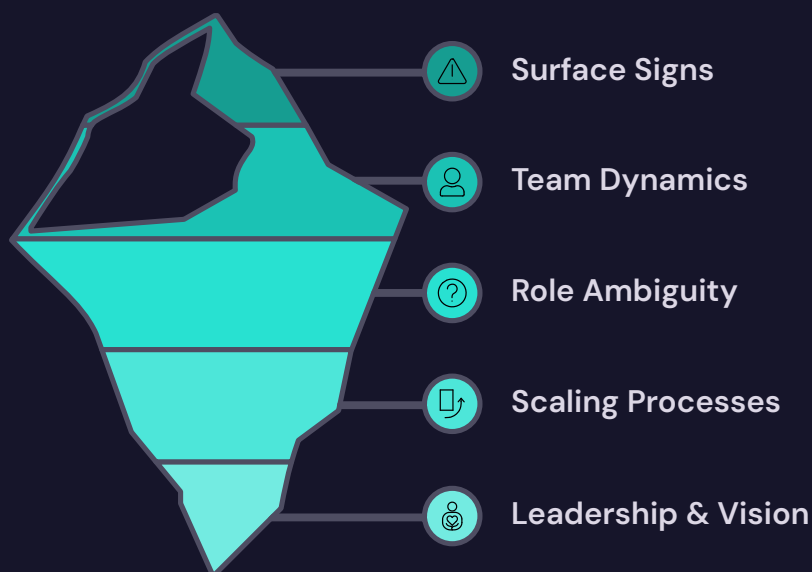 Surface Signs
Team Dynamics
Role Ambiguity
Scaling Processes
Leadership & Vision